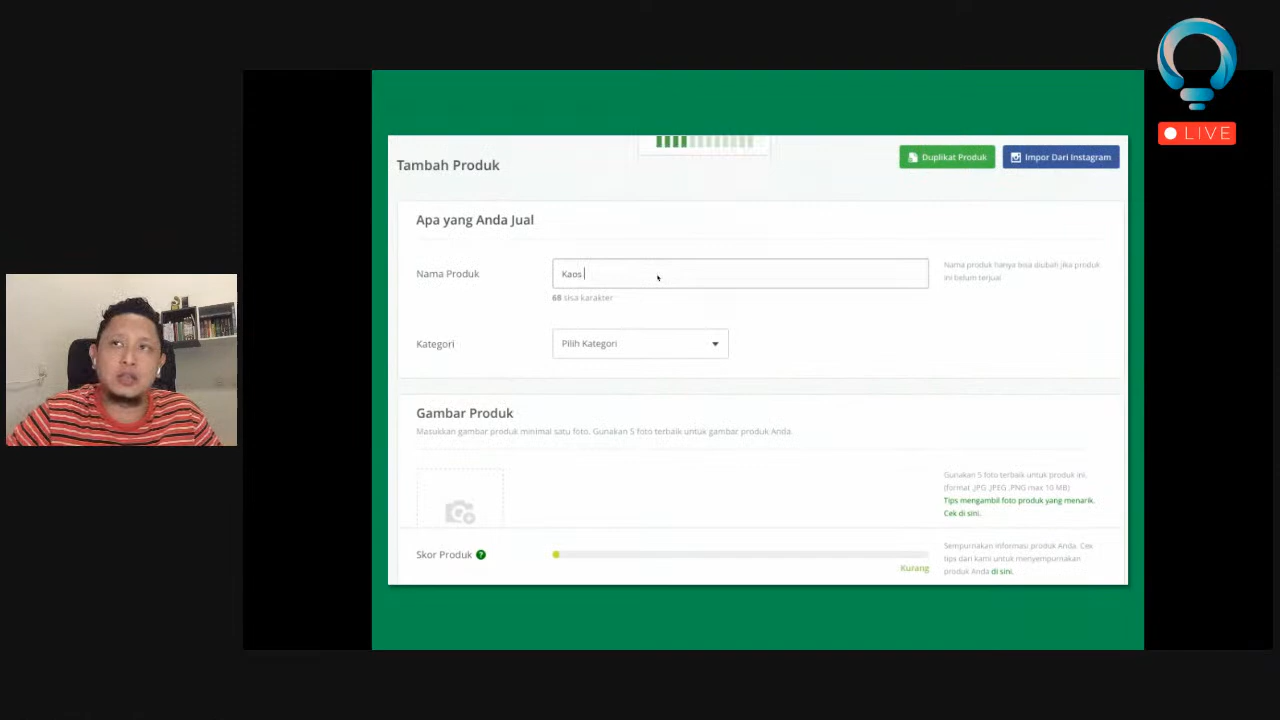 LIVE
Tambah Produk
Duplikat Produk
Impor Dari Instagram
Apa yang Anda Jual
Nama Produk
Kaos
68 sisa karakter
Nama produk hanya bisa diubah jika produk
ini belum terjual
Kategori
Pilih Kategori
Gambar Produk
Masukkan gambar produk minimal satu foto. Gunakan 5 foto terbaik untuk gambar produk Anda.
Gunakan 5 foto terbaik untuk produk ini.
(format .JPG .JPEG .PNG max 10 MB)
Tips mengambil foto produk yang menarik.
Cek di sini.
Skor Produk ?
Kurang
Sempurnakan informasi produk Anda. Cek
tips dari kami untuk menyempurnakan
produk Anda di sini.